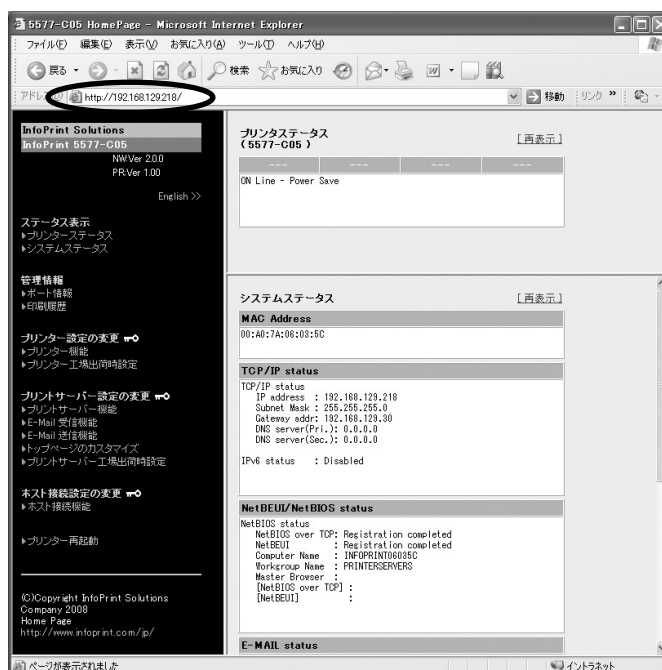 5577-C05 HomePage - Microsoft Internet Explorer
ファイル(F) 編集(E) 表示(V) お気に入り(A) ツール(T) ヘルプ(H)
戻る 検索 お気に入り
アドレス(D) http://192.168.129.218/ 移動 リンク »
InfoPrint Solutions
InfoPrint 5577-C05
NW:Ver 2.0.0
PR:Ver 1.00
English >>
ステータス表示
プリンターステータス
システムステータス
管理情報
ポート情報
印刷履歴
プリンター設定の変更
プリンター機能
プリンター工場出荷時設定
プリントサーバー設定の変更
プリントサーバー機能
E-Mail 受信機能
E-Mail 送信機能
トップページのカスタマイズ
プリントサーバー工場出荷時設定
ホスト接続設定の変更
ホスト接続機能
プリンター再起動
(C)Copyright InfoPrint Solutions
Company 2008
Home Page
http://www.infoprint.com/jp/
プリンタステータス
( 5577-C05 )
[再表示]
--- --- --- ---
ON Line - Power Save
システムステータス
[再表示]
MAC Address
00:A0:7A:06:03:5C
TCP/IP status
TCP/IP status
IP address : 192.168.129.218
Subnet Mask : 255.255.255.0
Gateway addr: 192.168.129.30
DNS server(Pri.): 0.0.0.0
DNS server(Sec.): 0.0.0.0
IPv6 status : Disabled
NetBEUI/NetBIOS status
NetBIOS status
NetBIOS over TCP: Registration completed
NetBEUI : Registration completed
Computer Name : INFOPRINT06035C
Workgroup Name : PRINTERSERVERS
Master Browser :
[NetBIOS over TCP] :
[NetBEUI] :
E-MAIL status
ページが表示されました
イントラネット